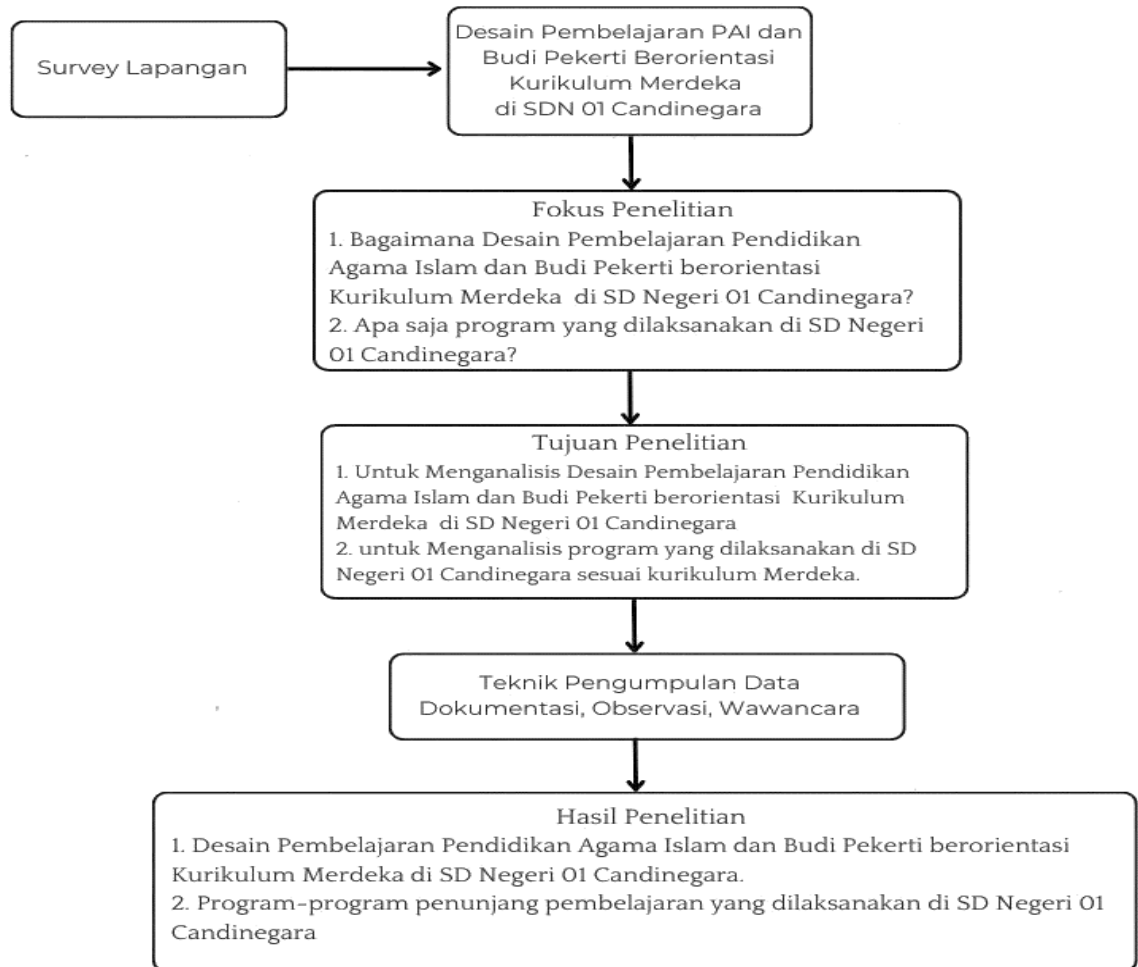 Survey Lapangan
Desain Pembelajaran PAI dan
Budi Pekerti Berorientasi
Kurikulum Merdeka
di SDN 01 Candinegara
Fokus Penelitian
1. Bagaimana Desain Pembelajaran Pendidikan
Agama Islam dan Budi Pekerti berorientasi
Kurikulum Merdeka di SD Negeri 01 Candinegara?
2. Apa saja program yang dilaksanakan di SD Negeri
01 Candinegara?
Tujuan Penelitian
1. Untuk Menganalisis Desain Pembelajaran Pendidikan
Agama Islam dan Budi Pekerti berorientasi Kurikulum
Merdeka di SD Negeri 01 Candinegara
2. untuk Menganalisis program yang dilaksanakan di SD
Negeri 01 Candinegara sesuai kurikulum Merdeka.
Teknik Pengumpulan Data
Dokumentasi, Observasi, Wawancara
Hasil Penelitian
1. Desain Pembelajaran Pendidikan Agama Islam dan Budi Pekerti berorientasi
Kurikulum Merdeka di SD Negeri 01 Candinegara.
2. Program-program penunjang pembelajaran yang dilaksanakan di SD Negeri 01
Candinegara